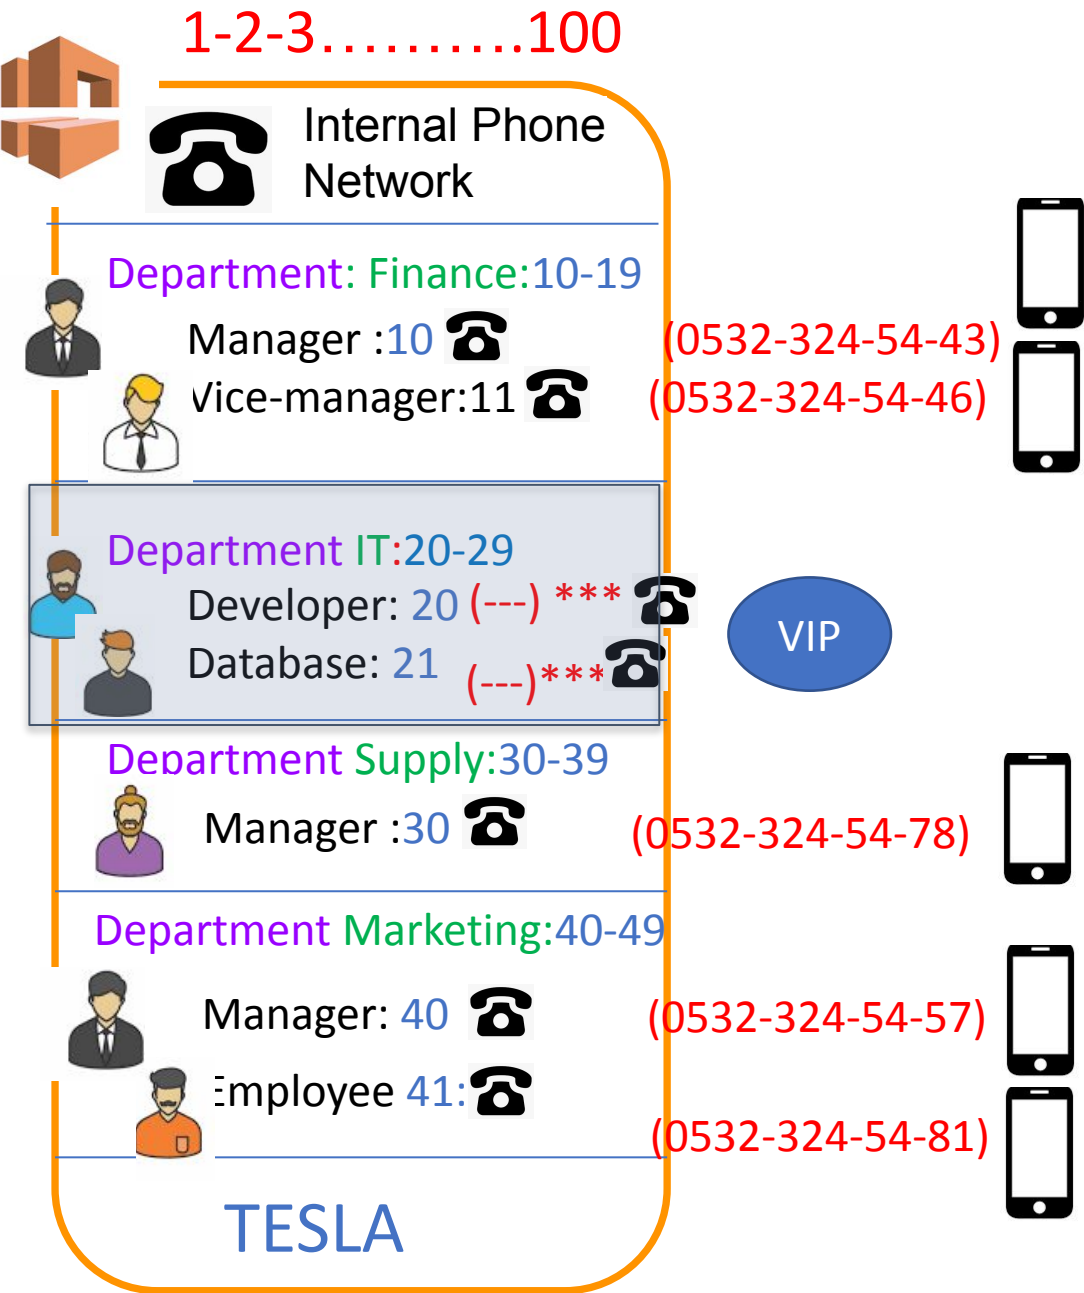 1-2-3……….100
Internal Phone
Network
Department: Finance:10-19
Manager :10 (0532-324-54-43)
Vice-manager:11 (0532-324-54-46)
Department IT:20-29
Developer: 20 (---) ***
VIP
Database: 21 (---)***
Department Supply:30-39
Manager :30 (0532-324-54-78)
Department Marketing:40-49
Manager: 40 (0532-324-54-57)
Employee 41:
(0532-324-54-81)
TESLA